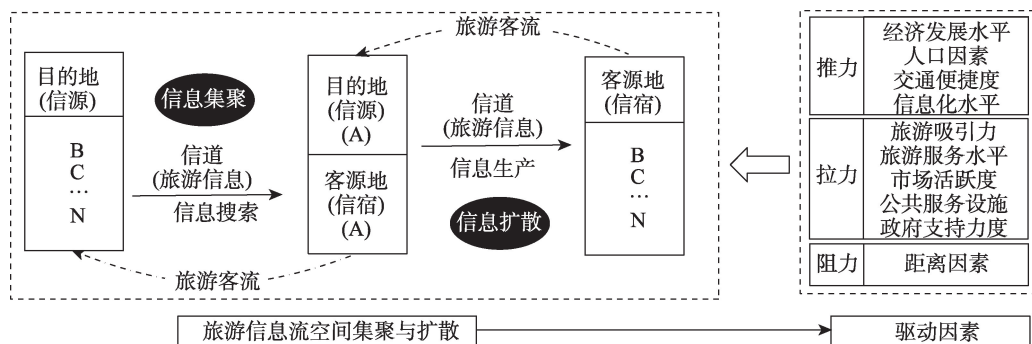 目的地
(信源)
B
C
…
N
信息集聚
信道
(旅游信息)
信息搜索
旅游客流
旅游客流
目的地
(信源)
(A)
客源地
(信宿)
(A)
信道
(旅游信息)
信息生产
信息扩散
客源地
(信宿)
B
C
…
N
推力
经济发展水平
人口因素
交通便捷度
信息化水平
拉力
旅游吸引力
旅游服务水平
市场活跃度
公共服务设施
政府支持力度
阻力
距离因素
旅游信息流空间集聚与扩散
驱动因素